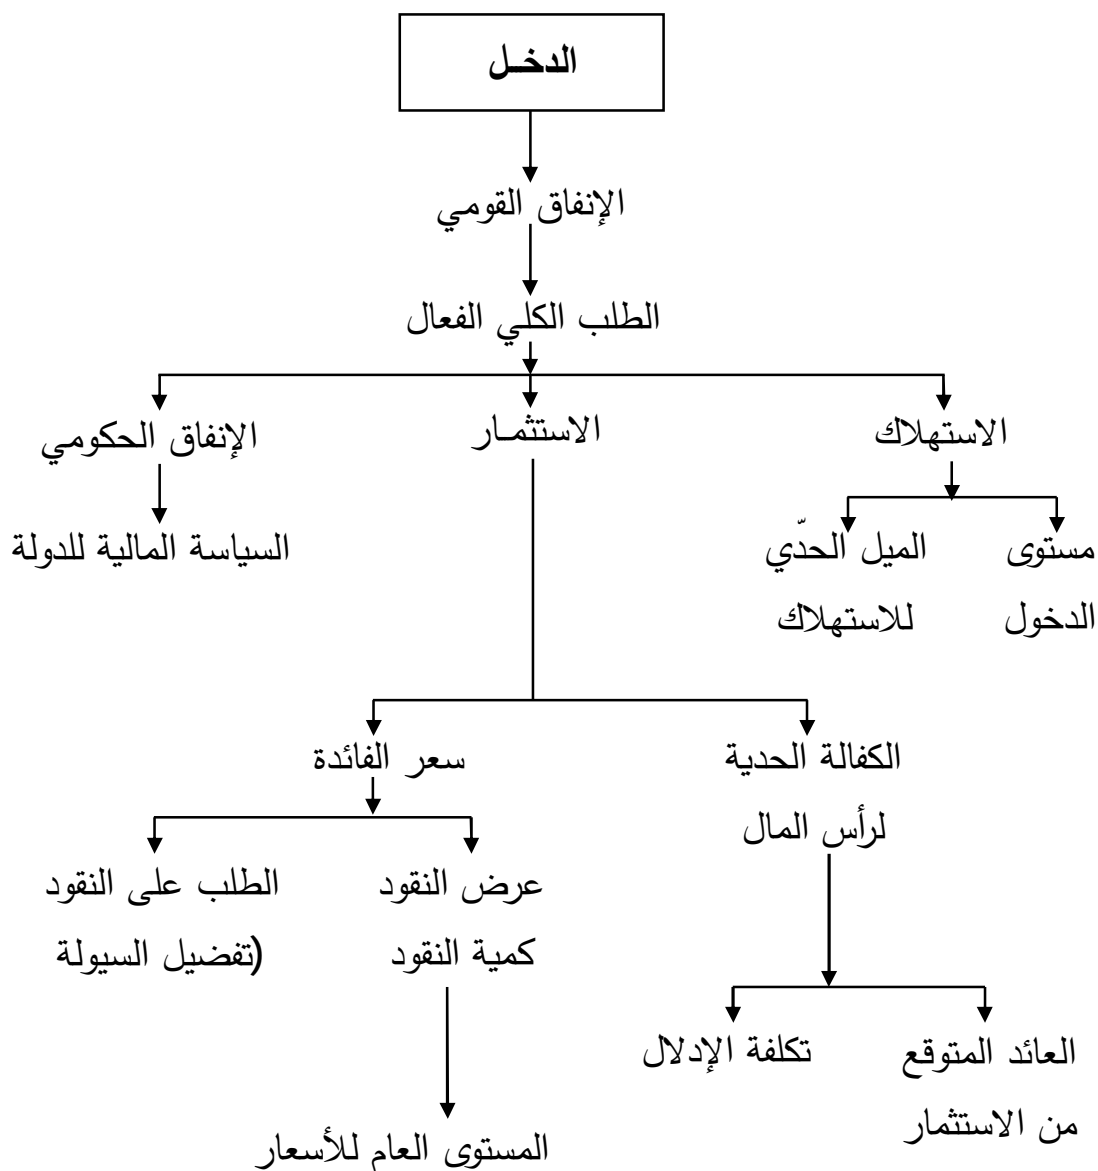 الدخـل
الإنفاق القومي
الطلب الكلي الفعال
الاستهلاك
الاستثمـار
الإنفاق الحكومي
مستوى
الدخول
الميل الحدّي
للاستهلاك
السياسة المالية للدولة
الكفالة الحدية
لرأس المال
سعر الفائدة
عرض النقود
كمية النقود
الطلب على النقود
(تفضيل السيولة
العائد المتوقع
من الاستثمار
تكلفة الإدلال
المستوى العام للأسعار